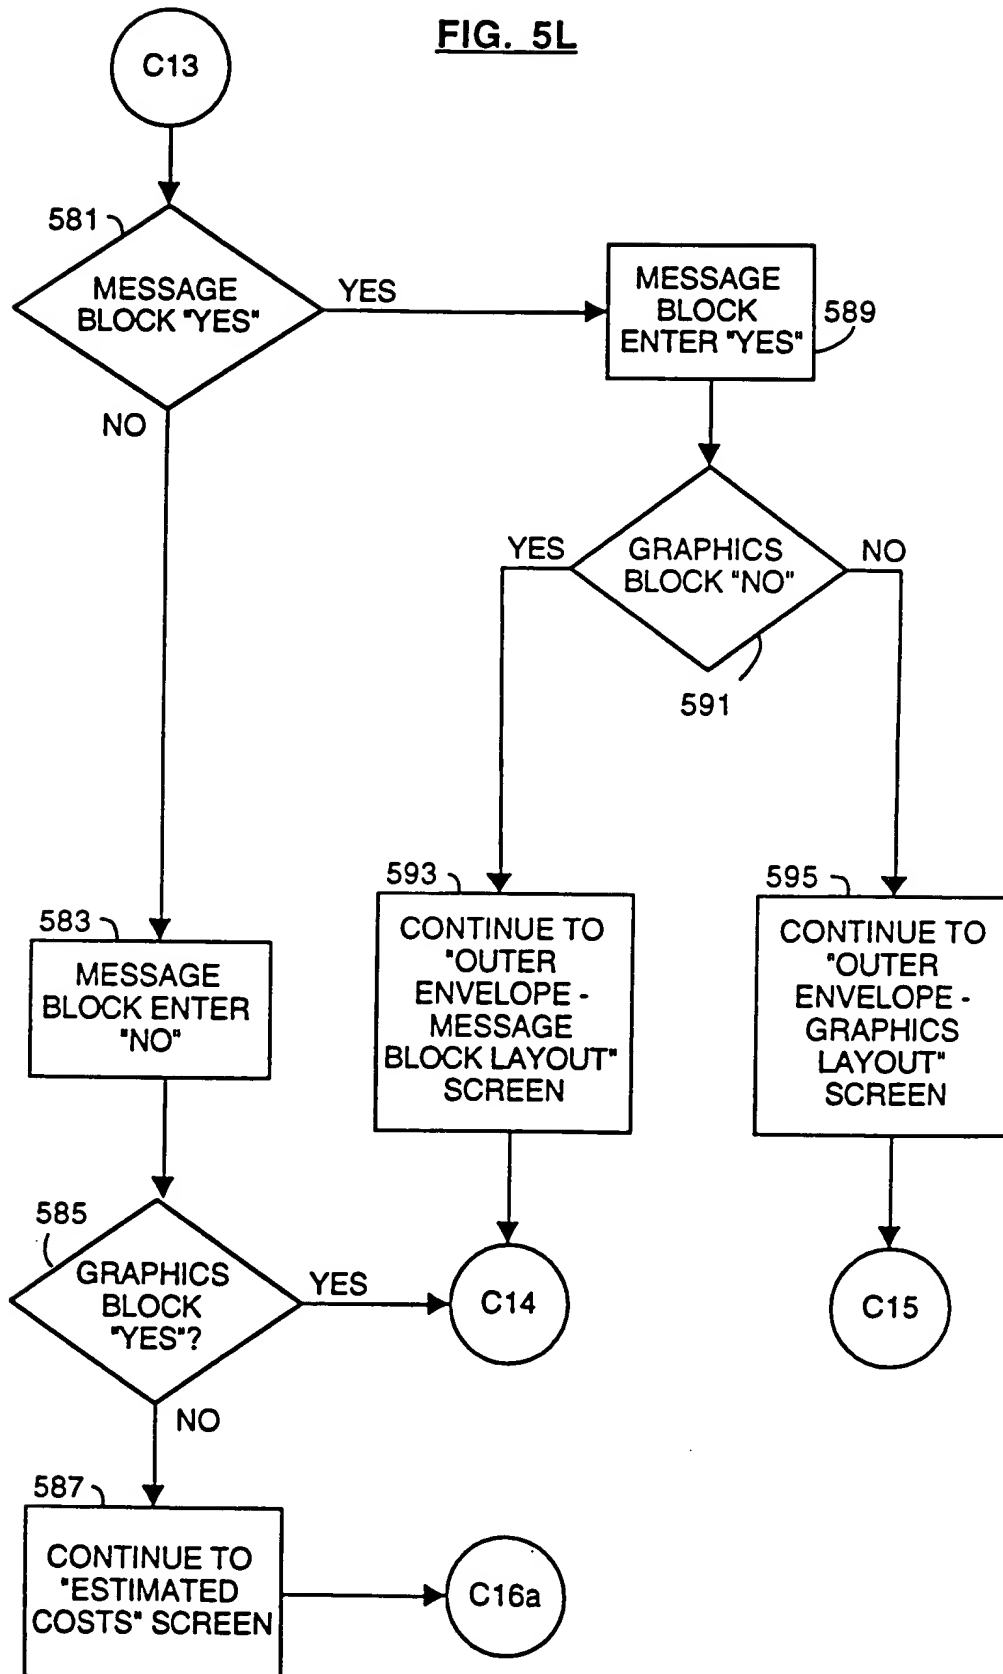 FIG. 5L
C13
581
MESSAGE
BLOCK "YES"
YES
NO
MESSAGE
BLOCK
ENTER "YES"
589
YES
GRAPHICS
BLOCK "NO"
NO
591
593
CONTINUE TO
"OUTER
ENVELOPE -
MESSAGE
BLOCK LAYOUT"
SCREEN
595
CONTINUE TO
"OUTER
ENVELOPE -
GRAPHICS
LAYOUT"
SCREEN
583
MESSAGE
BLOCK ENTER
"NO"
585
GRAPHICS
BLOCK
"YES"?
YES
C14
C15
NO
587
CONTINUE TO
"ESTIMATED
COSTS" SCREEN
C16a